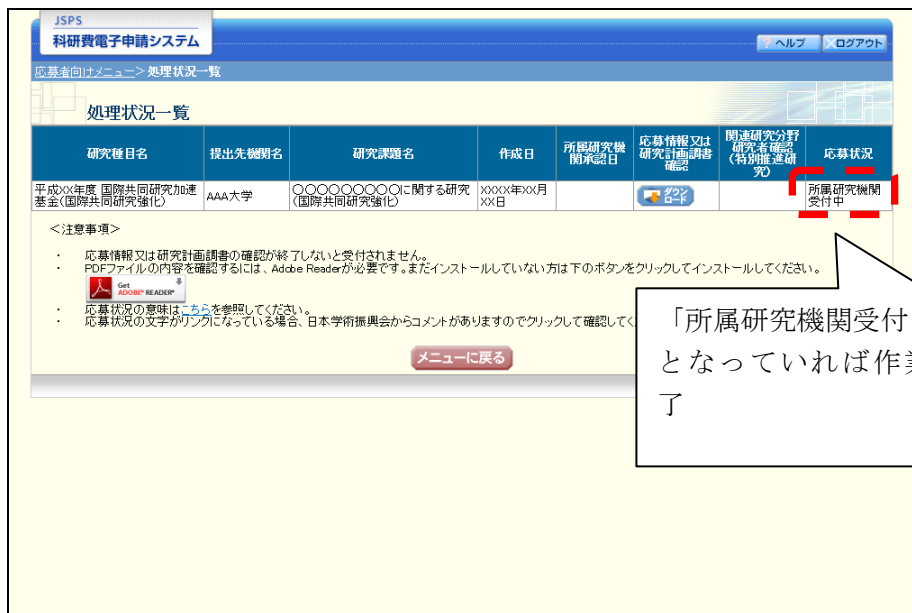 JSPS
科研費電子申請システム
? ヘルプ
×ログアウト
応募者向けメニュー> 処理状況一覧
処理状況一覧
研究種目名
提出先機関名
研究課題名
作成日
所属研究機
関承認日
応募情報又は
研究計画調書
確認
関連研究分野
研究者確認
(特別推進研
究)
応募状況
平成××年度 国際共同研究加速
基金(国際共同研究強化)
AAA大学
〇〇〇〇〇〇〇〇〇に関する研究
(国際共同研究強化)
XXXX年XX月
XX日
ダウン
ロード
所属研究機関
受付中
<注意事項>
・ 応募情報又は研究計画調書の確認が終了しないと受付されません。
・ PDFファイルの内容を確認するには、Adobe Readerが必要です。まだインストールしていない方は下のボタンをクリックしてインストールしてください。
Get
ADOBE® READER®
・ 応募状況の意味はこちらを参照してください。
・ 応募状況の文字がリンクになっている場合、日本学術振興会からコメントがありますのでクリックして確認してく
メニューに戻る
「所属研究機関受付
となっていれば作業
了